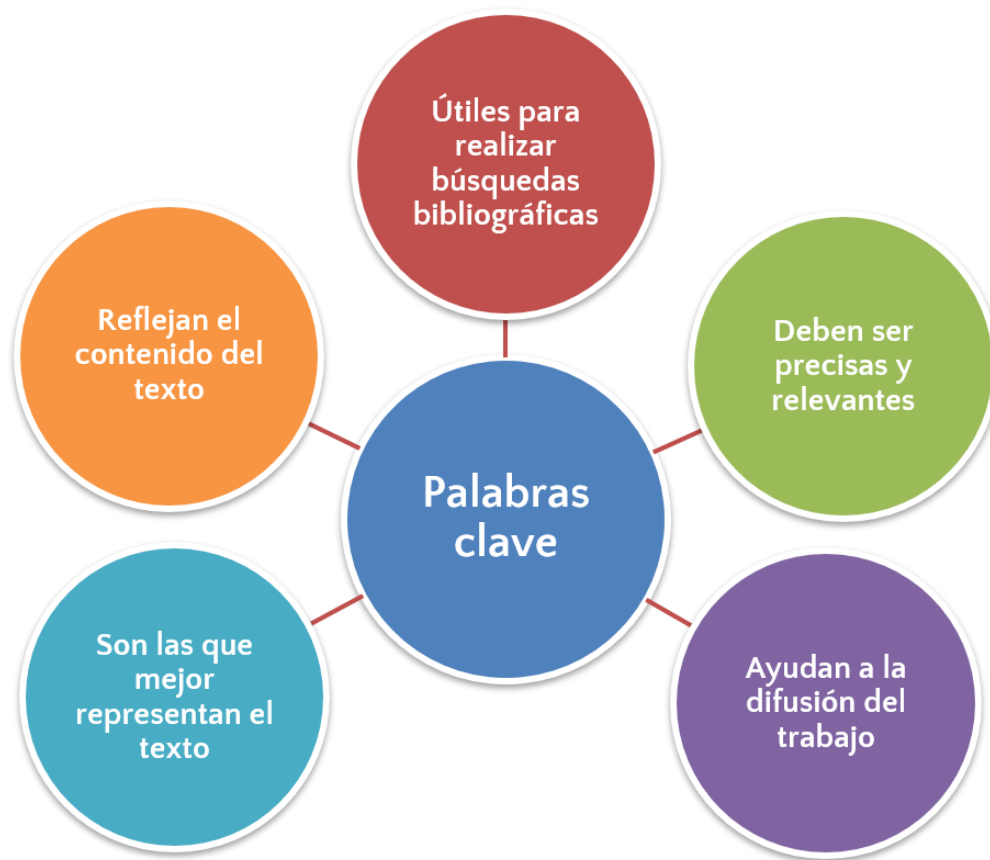 Útiles para
realizar
búsquedas
bibliográficas
Reflejan el
contenido del
texto
Deben ser
precisas y
relevantes
Palabras
clave
Son las que
mejor
representan el
texto
Ayudan a la
difusión del
trabajo